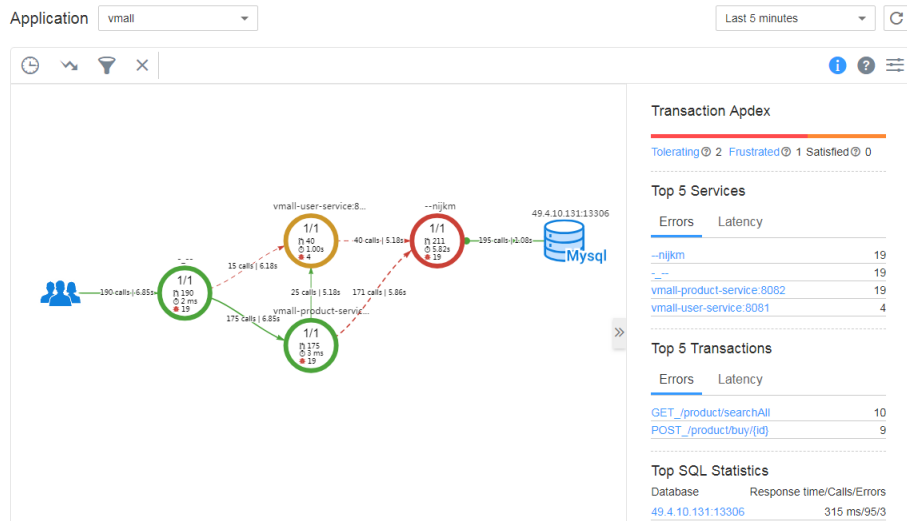 Application vmall Last 5 minutes
Transaction Apdex
Tolerating 2 Frustrated 1 Satisfied 0
Top 5 Services
Errors Latency
--nijkm 19
-_-- 19
vmall-product-service:8082 19
vmall-user-service:8081 4
Top 5 Transactions
Errors Latency
GET_/product/searchAll 10
POST_/product/buy/{id} 9
Top SQL Statistics
Database Response time/Calls/Errors
49.4.10.131:13306 315 ms/95/3
vmall-user-service:8...
1/1
40
1.00s
4
--nijkm
1/1
211
5.82s
19
49.4.10.131:13306
Mysql
40 calls | 5.18s
195 calls | 1.08s
15 calls | 6.18s
-_--
1/1
190
2 ms
19
190 calls | 6.85s
175 calls | 6.85s
25 calls | 5.18s
171 calls | 5.86s
vmall-product-servic...
1/1
175
3 ms
19